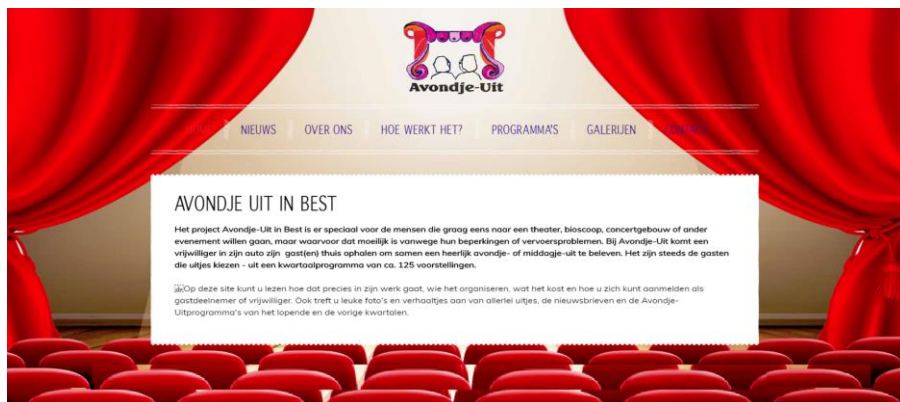 Avondje-Uit
HOME NIEUWS OVER ONS HOE WERKT HET? PROGRAMMA'S GALERIJEN CONTACT
AVONDJE UIT IN BEST
Het project Avondje-Uit in Best is er speciaal voor de mensen die graag eens naar een theater, bioscoop, concertgebouw of ander
evenement willen gaan, maar waarvoor dat moeilijk is vanwege hun beperkingen of vervoersproblemen. Bij Avondje-Uit komt een
vrijwilliger in zijn auto zijn gast(en) thuis ophalen om samen een heerlijk avondje- of middagje-uit te beleven. Het zijn steeds de gasten
die uitjes kiezen - uit een kwartaalprogramma van ca. 125 voorstellingen.
Op deze site kunt u lezen hoe dat precies in zijn werk gaat, wie het organiseren, wat het kost en hoe u zich kunt aanmelden als
gastdeelnemer of vrijwilliger. Ook treft u leuke foto's en verhaaltjes aan van allerlei uitjes, de nieuwsbrieven en de Avondje-
Uitprogramma's van het lopende en de vorige kwartalen.